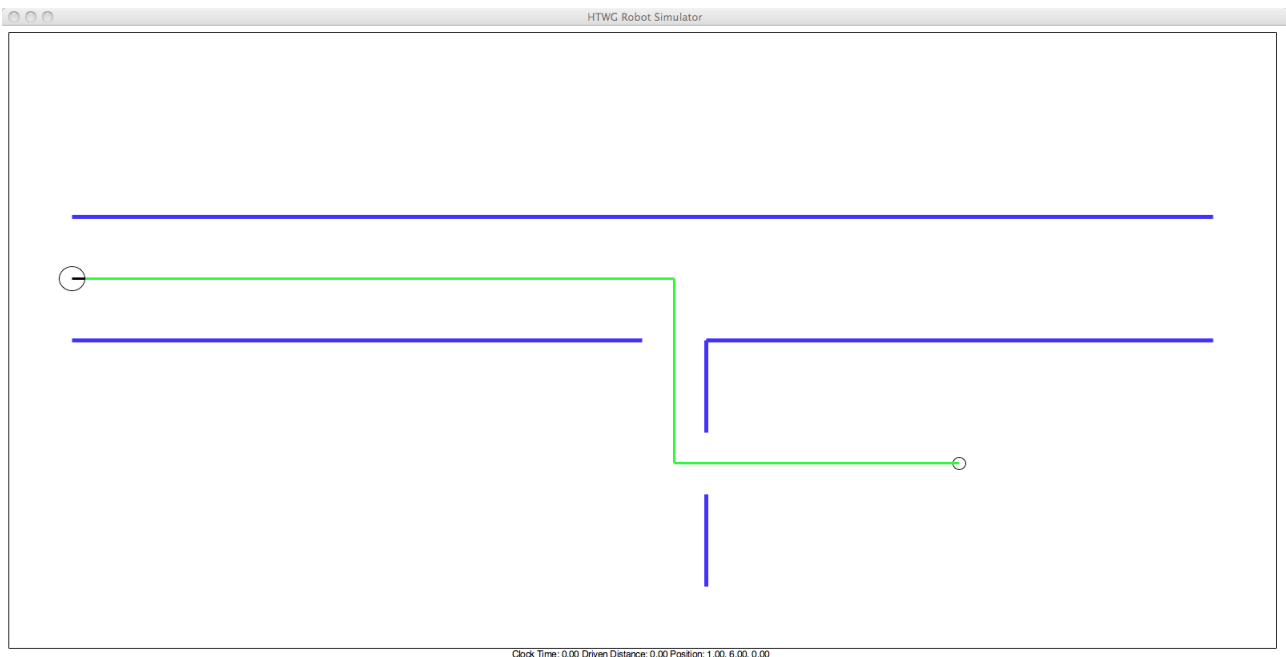 HTWG Robot Simulator
Clock Time: 0.00 Driven Distance: 0.00 Position: 1.00, 6.00, 0.00